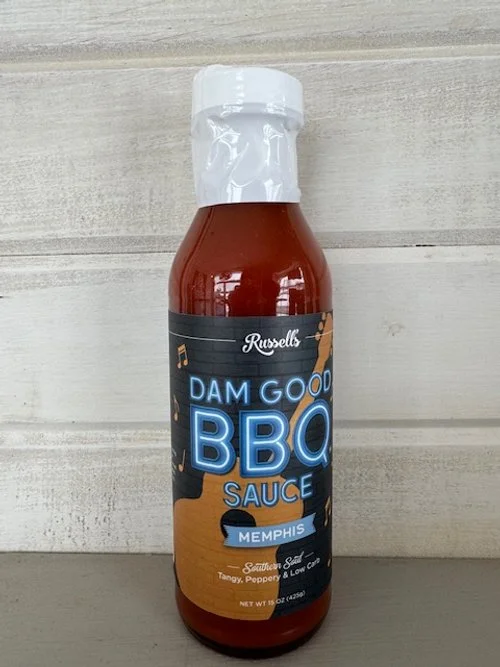 Russell's
DAM GOOD
BBQ
SAUCE
MEMPHIS
Southern Soul
Tangy, Peppery & Low Carb
NET WT 15 OZ (425g)